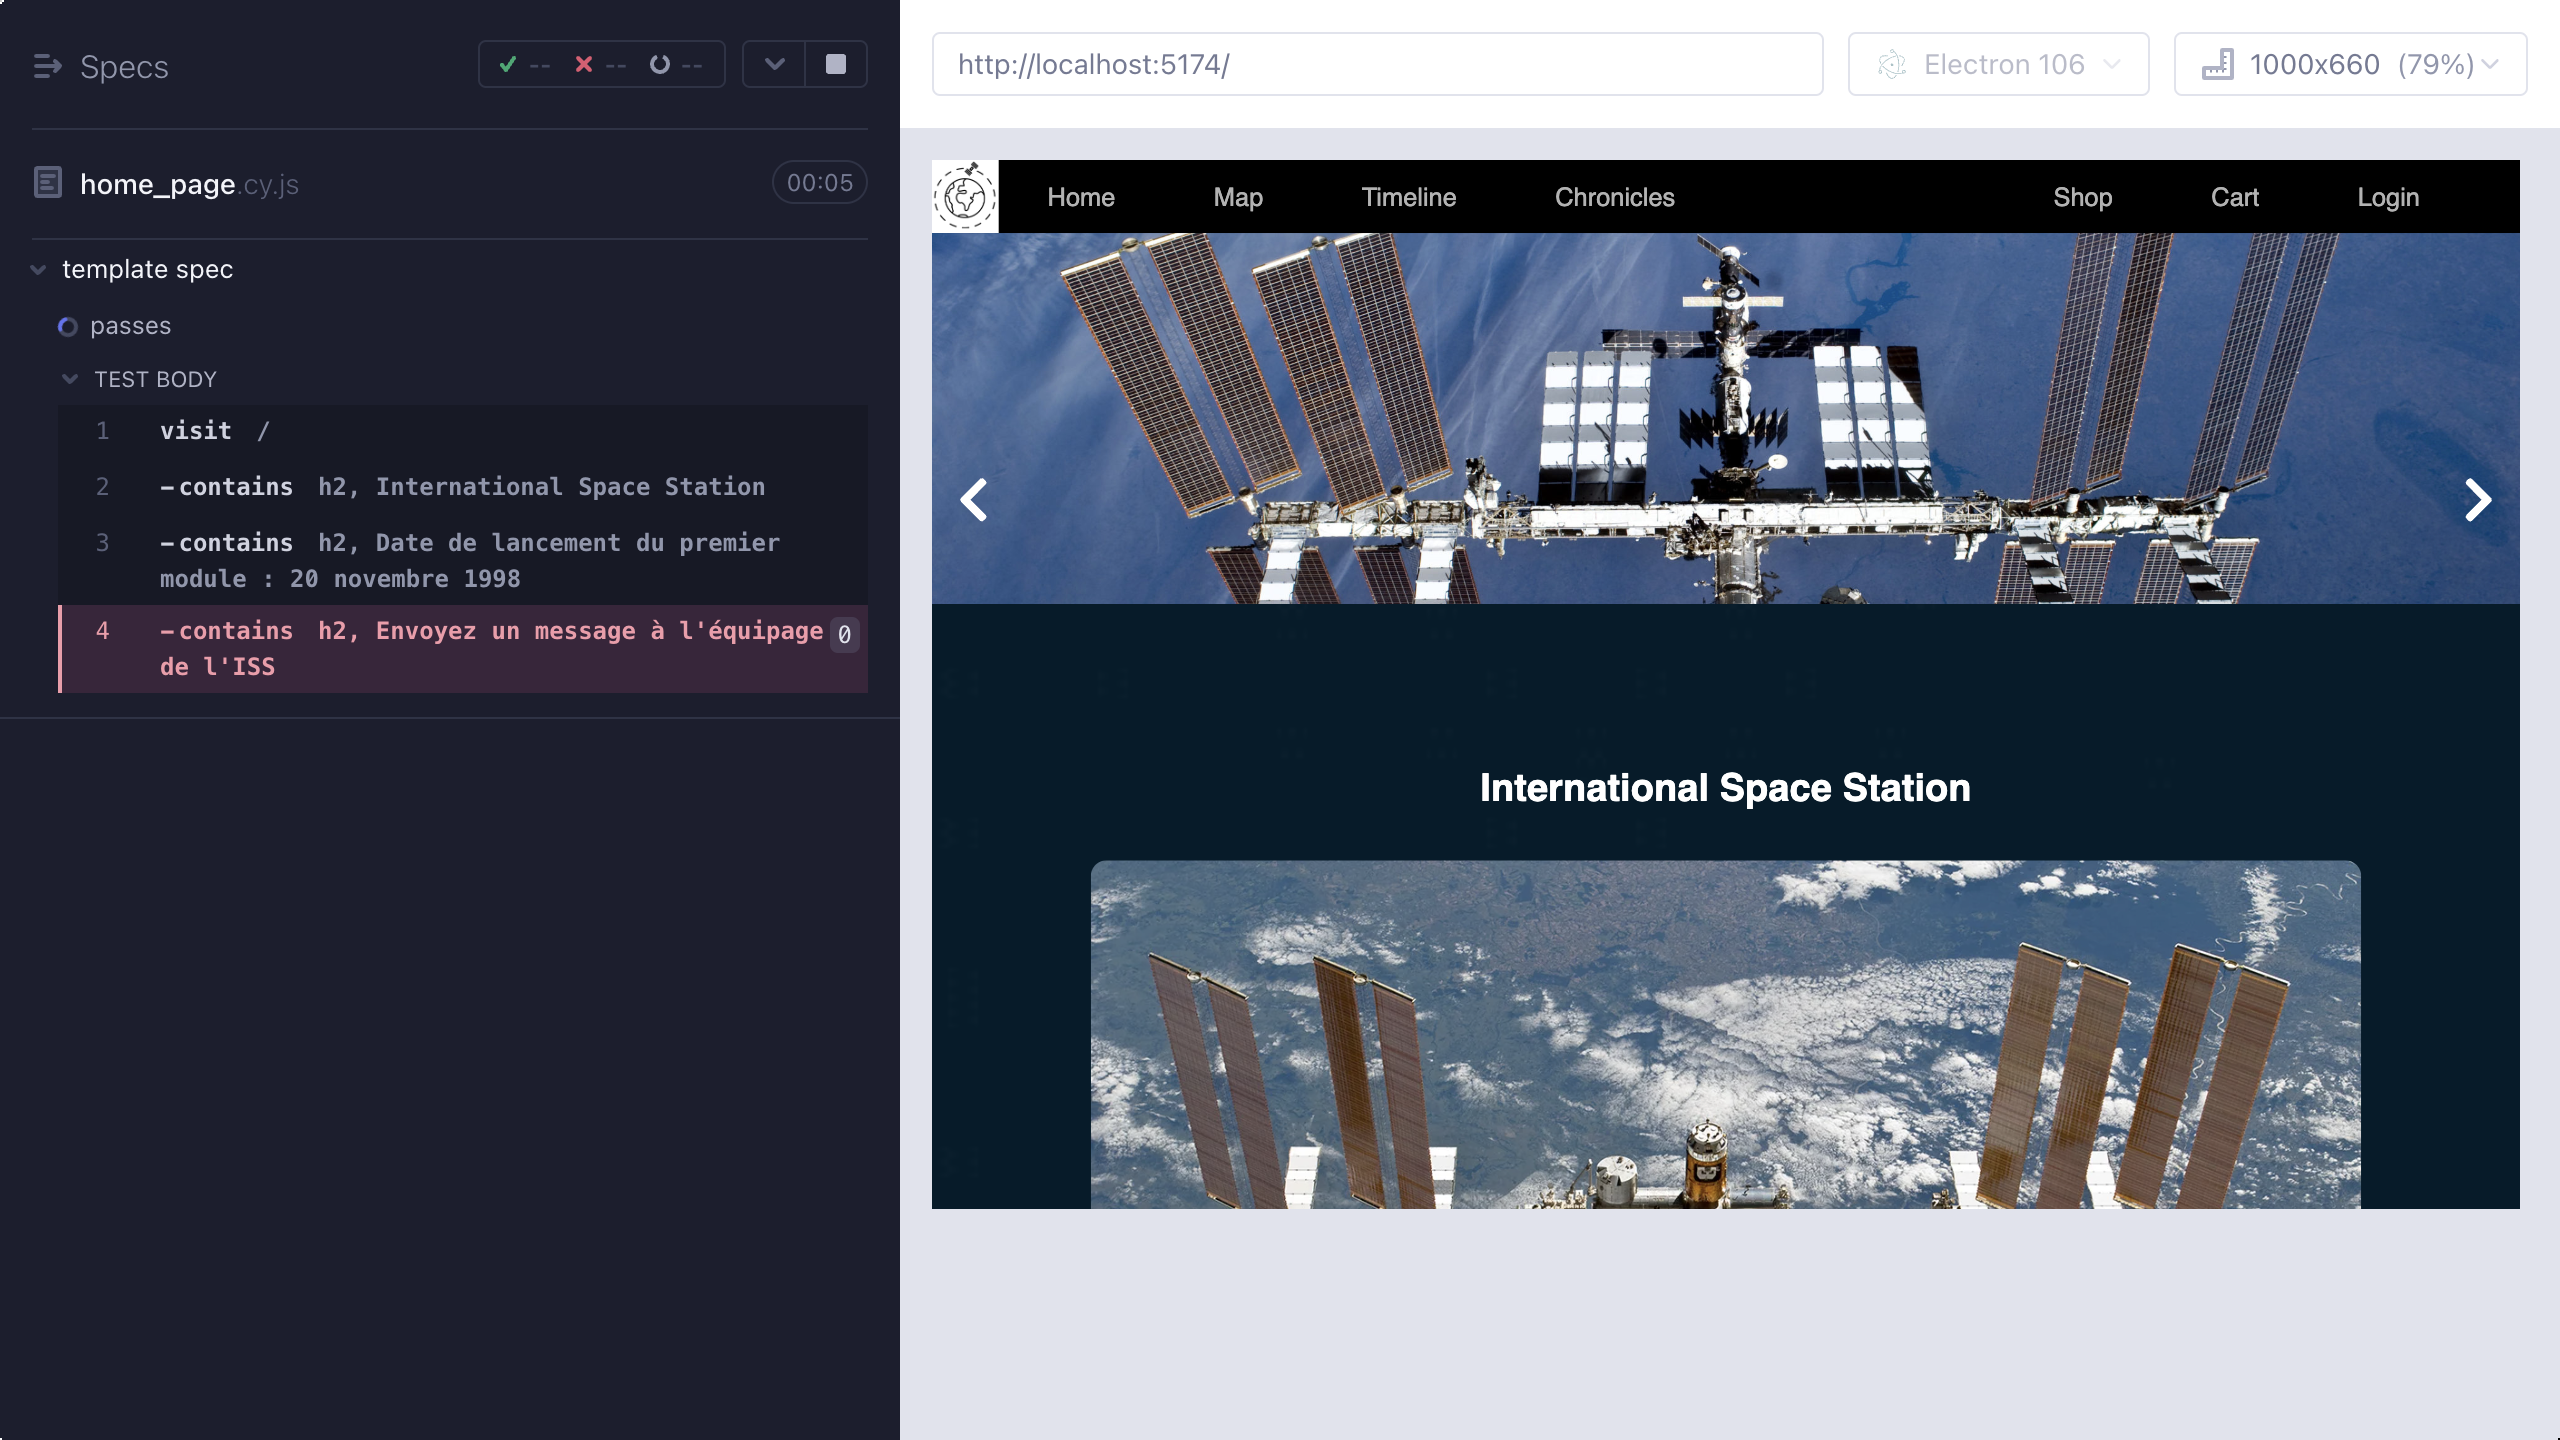 Specs
-- -- --
home_page.cy.js 00:05
template spec
passes
TEST BODY
1 visit /
2 -contains h2, International Space Station
3 -contains h2, Date de lancement du premier
module : 20 novembre 1998
4 -contains h2, Envoyez un message à l'équipage 0
de l'ISS
http://localhost:5174/ Electron 106 1000x660 (79%)
Home Map Timeline Chronicles Shop Cart Login
International Space Station